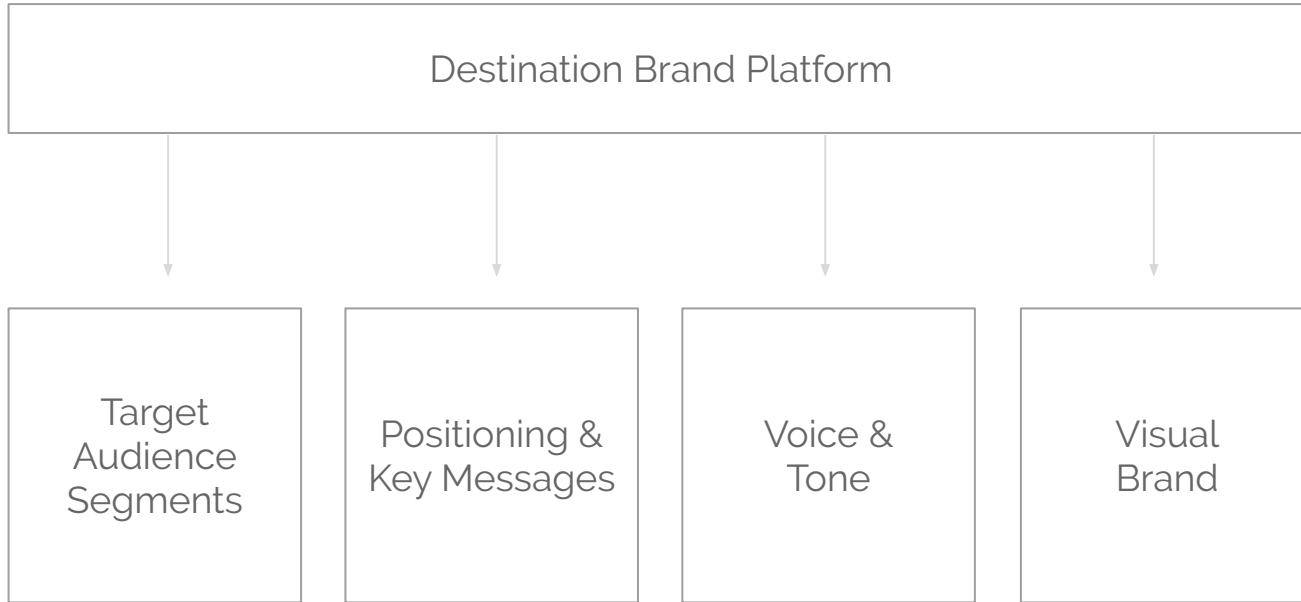 Destination Brand Platform
Target
Audience
Segments
Positioning &
Key Messages
Voice &
Tone
Visual
Brand